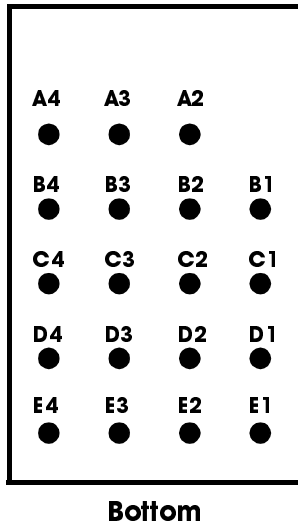 A4 A3 A2
B4 B3 B2 B1
C4 C3 C2 C1
D4 D3 D2 D1
E4 E3 E2 E1
Bottom